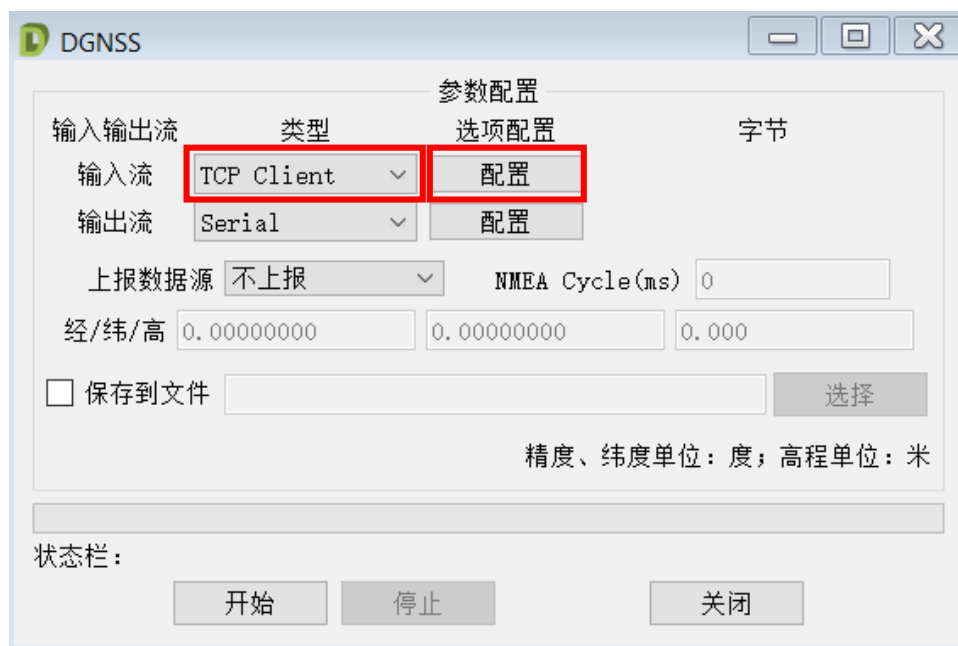 DGNSS
参数配置
输入输出流 类型 选项配置 字节
输入流 TCP Client 配置
输出流 Serial 配置
上报数据源 不上报 NMEA Cycle(ms) 0
经/纬/高 0.00000000 0.00000000 0.000
保存到文件 选择
精度、纬度单位：度；高程单位：米
状态栏：
开始 停止 关闭